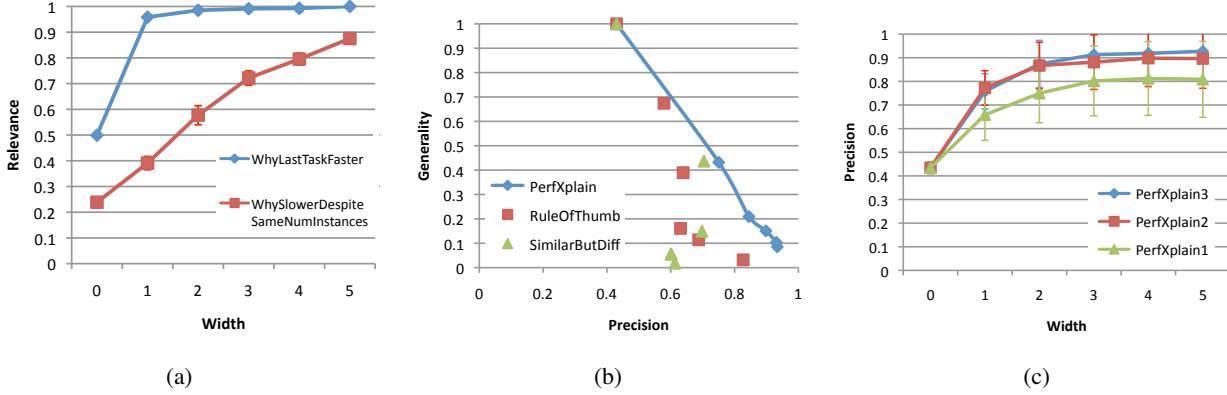 1
0.9
0.8
0.7
0.6
0.5
0.4
0.3
0.2
0.1
0
Relevance
0 1 2 3 4 5
Width
WhyLastTaskFaster
WhySlowerDespite
SameNumInstances
(a)
1
0.9
0.8
0.7
0.6
0.5
0.4
0.3
0.2
0.1
0
Generality
0 0.2 0.4 0.6 0.8 1
Precision
PerfXplain
RuleOfThumb
SimilarButDiff
(b)
1
0.9
0.8
0.7
0.6
0.5
0.4
0.3
0.2
0.1
0
Precision
0 1 2 3 4 5
Width
PerfXplain3
PerfXplain2
PerfXplain1
(c)